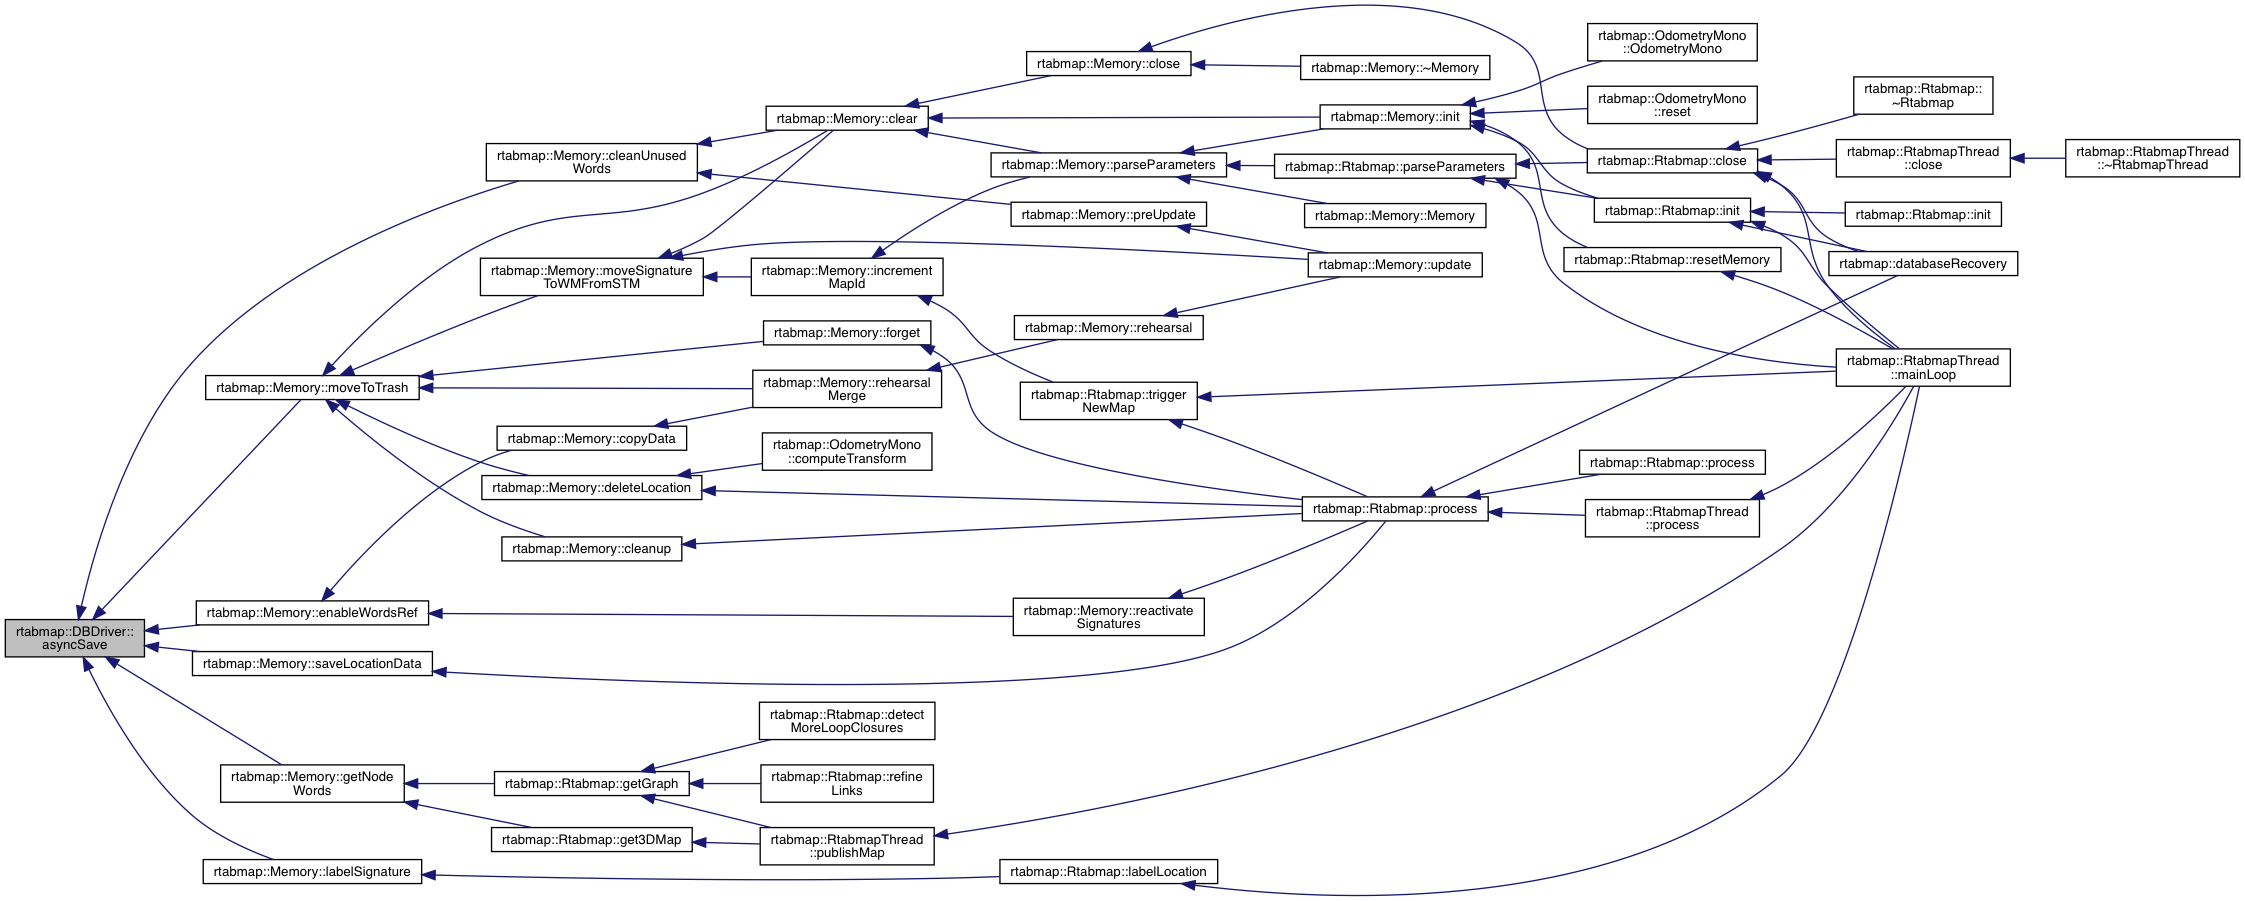 rtabmap::DBDriver::
asyncSave
rtabmap::Memory::cleanUnused
Words
rtabmap::Memory::moveToTrash
rtabmap::Memory::enableWordsRef
rtabmap::Memory::saveLocationData
rtabmap::Memory::getNode
Words
rtabmap::Memory::labelSignature
rtabmap::Memory::moveSignature
ToWMFromSTM
rtabmap::Memory::copyData
rtabmap::Memory::deleteLocation
rtabmap::Memory::cleanup
rtabmap::Rtabmap::getGraph
rtabmap::Rtabmap::get3DMap
rtabmap::Memory::clear
rtabmap::Memory::increment
MapId
rtabmap::Memory::forget
rtabmap::Memory::rehearsal
Merge
rtabmap::OdometryMono
::computeTransform
rtabmap::Rtabmap::detect
MoreLoopClosures
rtabmap::Rtabmap::refine
Links
rtabmap::RtabmapThread
::publishMap
rtabmap::Memory::close
rtabmap::Memory::parseParameters
rtabmap::Memory::preUpdate
rtabmap::Memory::rehearsal
rtabmap::Rtabmap::trigger
NewMap
rtabmap::Memory::reactivate
Signatures
rtabmap::Rtabmap::labelLocation
rtabmap::Memory::~Memory
rtabmap::Memory::init
rtabmap::Rtabmap::parseParameters
rtabmap::Memory::Memory
rtabmap::Memory::update
rtabmap::Rtabmap::process
rtabmap::OdometryMono
::OdometryMono
rtabmap::OdometryMono
::reset
rtabmap::Rtabmap::close
rtabmap::Rtabmap::init
rtabmap::Rtabmap::resetMemory
rtabmap::Rtabmap::process
rtabmap::RtabmapThread
::process
rtabmap::Rtabmap::
~Rtabmap
rtabmap::RtabmapThread
::close
rtabmap::Rtabmap::init
rtabmap::databaseRecovery
rtabmap::RtabmapThread
::mainLoop
rtabmap::RtabmapThread
::~RtabmapThread